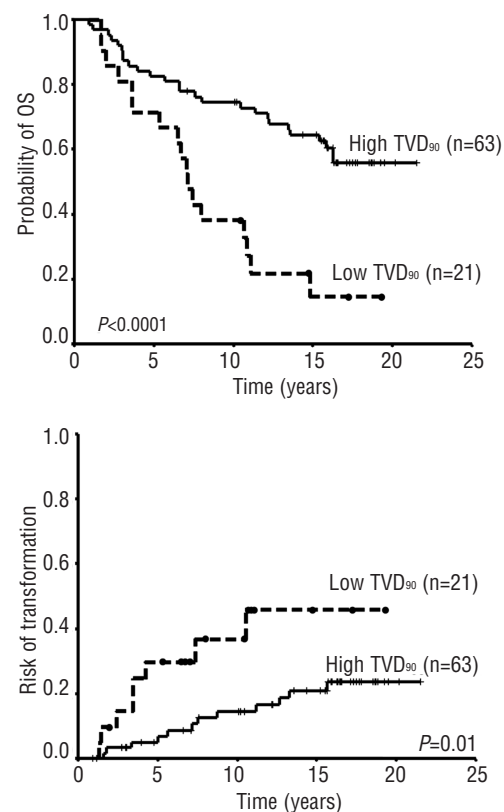 1.0
0.8
0.6
0.4
0.2
0.0
Probability of OS
High TVD₉₀ (n=63)
Low TVD₉₀ (n=21)
P<0.0001
0 5 10 15 20 25
Time (years)
1.0
0.8
0.6
0.4
0.2
0.0
Risk of transformation
Low TVD₉₀ (n=21)
High TVD₉₀ (n=63)
P=0.01
0 5 10 15 20 25
Time (years)